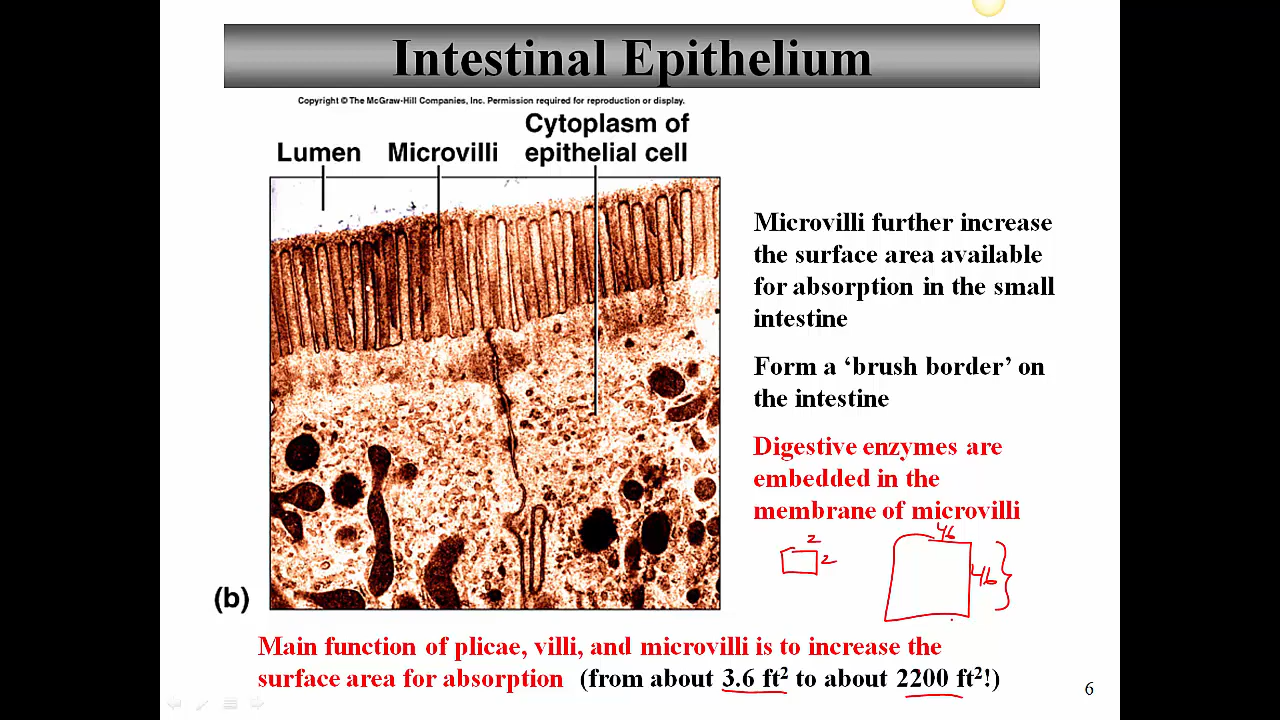 Intestinal Epithelium
Copyright © The McGraw-Hill Companies, Inc. Permission required for reproduction or display.
Cytoplasm of
Lumen Microvilli epithelial cell
Microvilli further increase
the surface area available
for absorption in the small
intestine
Form a ‘brush border’ on
the intestine
Digestive enzymes are
embedded in the
membrane of microvilli
2
2
46
46
(b)
Main function of plicae, villi, and microvilli is to increase the
surface area for absorption (from about 3.6 ft² to about 2200 ft²!)
6